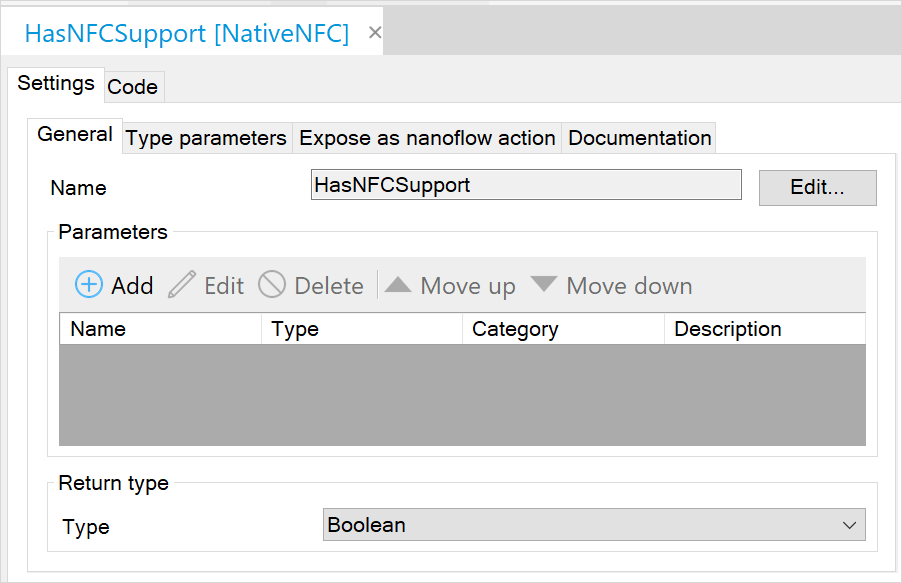 HasNFCSupport [NativeNFC]
Settings Code
General Type parameters Expose as nanoflow action Documentation
Name HasNFCSupport Edit...
Parameters
Add Edit Delete Move up Move down
Name Type Category Description
Return type
Type Boolean